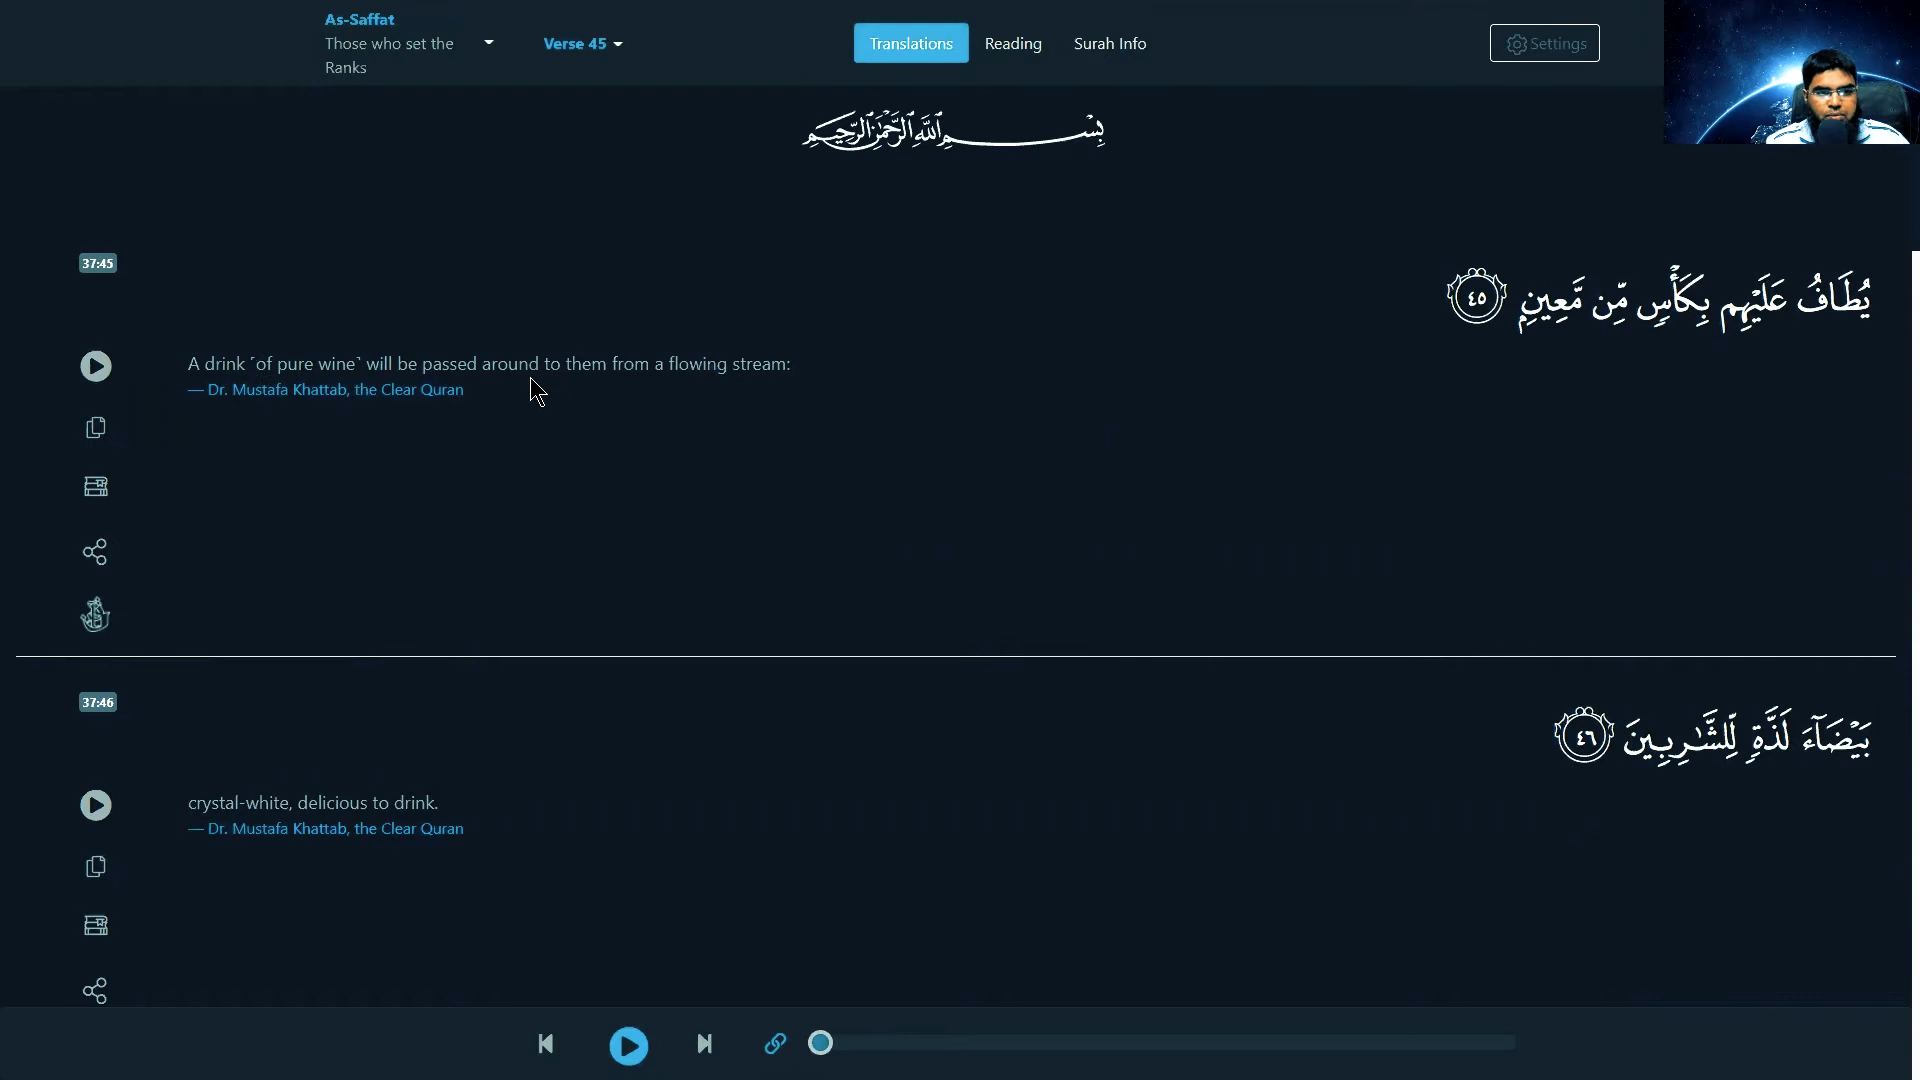 As-Saffat
Those who set the
Ranks
Verse 45
Translations
Reading
Surah Info
Settings
بِسْمِ ٱللَّهِ ٱلرَّحْمَٰنِ ٱلرَّحِيمِ
37:45
يُطَافُ عَلَيْهِم بِكَأْسٍ مِّن مَّعِينٍۭ ٤٥
A drink ˹of pure wine˺ will be passed around to them from a flowing stream:
— Dr. Mustafa Khattab, the Clear Quran
37:46
بَيْضَآءَ لَذَّةٍ لِّلشَّـٰرِبِينَ ٤٦
crystal-white, delicious to drink.
— Dr. Mustafa Khattab, the Clear Quran